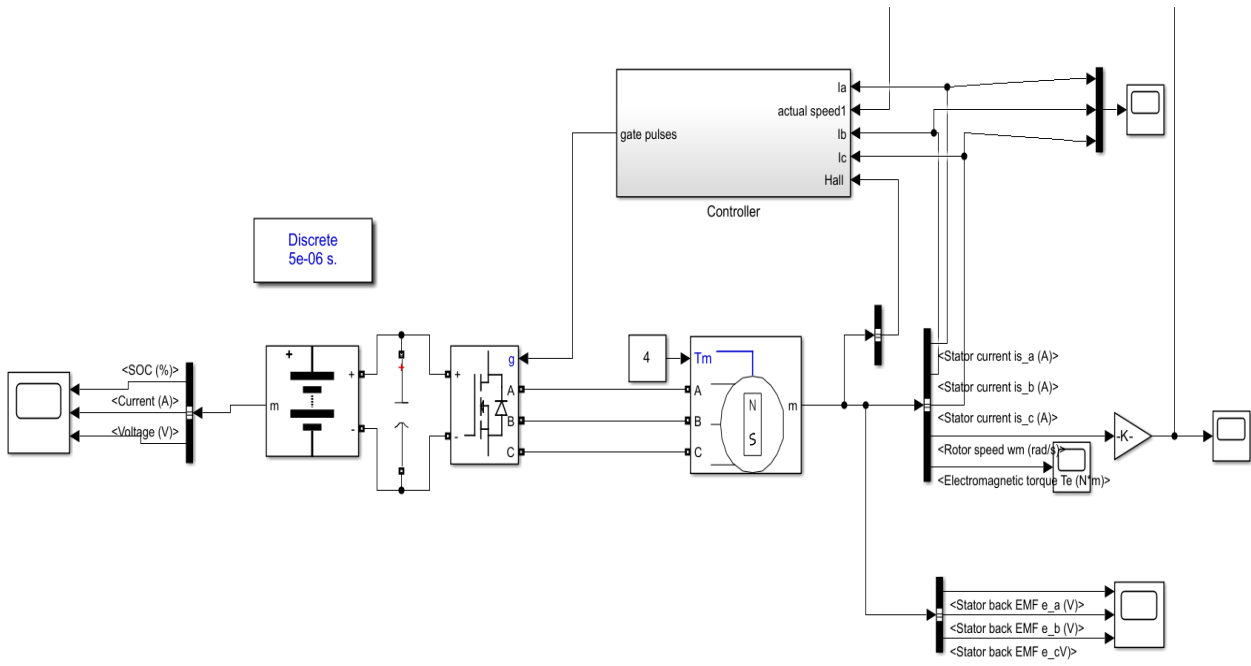 Ia
actual speed1
gate pulses
Ib
Ic
Hall
Controller
Discrete
5e-06 s.
+
<SOC (%)>
<Current (A)>
<Voltage (V)>
m
+
-
+
+
-
g
A
B
C
4
Tm
A
B
C
N
S
m
<Stator current is_a (A)>
<Stator current is_b (A)>
<Stator current is_c (A)>
<Rotor speed wm (rad/s)>
<Electromagnetic torque Te (N*m)>
-K-
<Stator back EMF e_a (V)>
<Stator back EMF e_b (V)>
<Stator back EMF e_cV)>